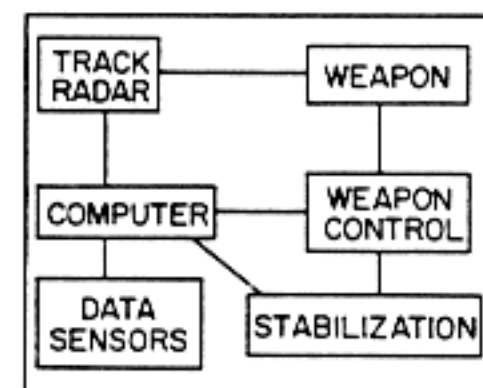 TRACK
RADAR
WEAPON
COMPUTER
WEAPON
CONTROL
DATA
SENSORS
STABILIZATION